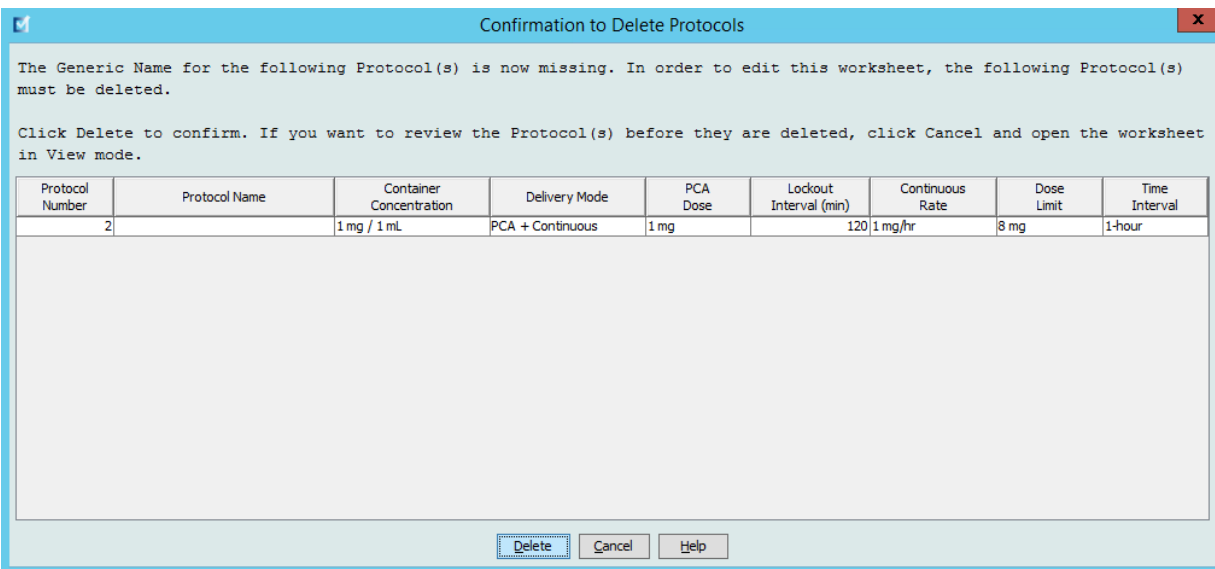 Confirmation to Delete Protocols
x
The Generic Name for the following Protocol(s) is now missing. In order to edit this worksheet, the following Protocol(s)
must be deleted.
Click Delete to confirm. If you want to review the Protocol(s) before they are deleted, click Cancel and open the worksheet
in View mode.
Protocol Number Protocol Name Container Concentration Delivery Mode PCA Dose Lockout Interval (min) Continuous Rate Dose Limit Time Interval
2 1 mg / 1 mL PCA + Continuous 1 mg 120 1 mg/hr 8 mg 1-hour
Delete Cancel Help